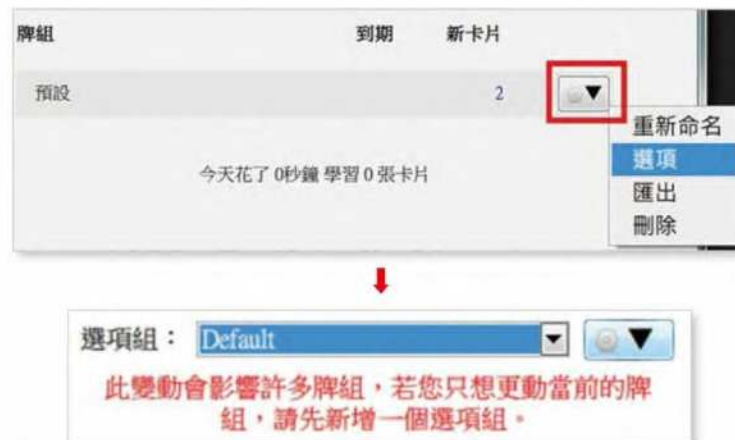 牌組 到期 新卡片
預設 2
重新命名
選項
匯出
刪除
今天花了 0秒鐘 學習 0 張卡片
選項組： Default
此變動會影響許多牌組，若您只想更動當前的牌
組，請先新增一個選項組。